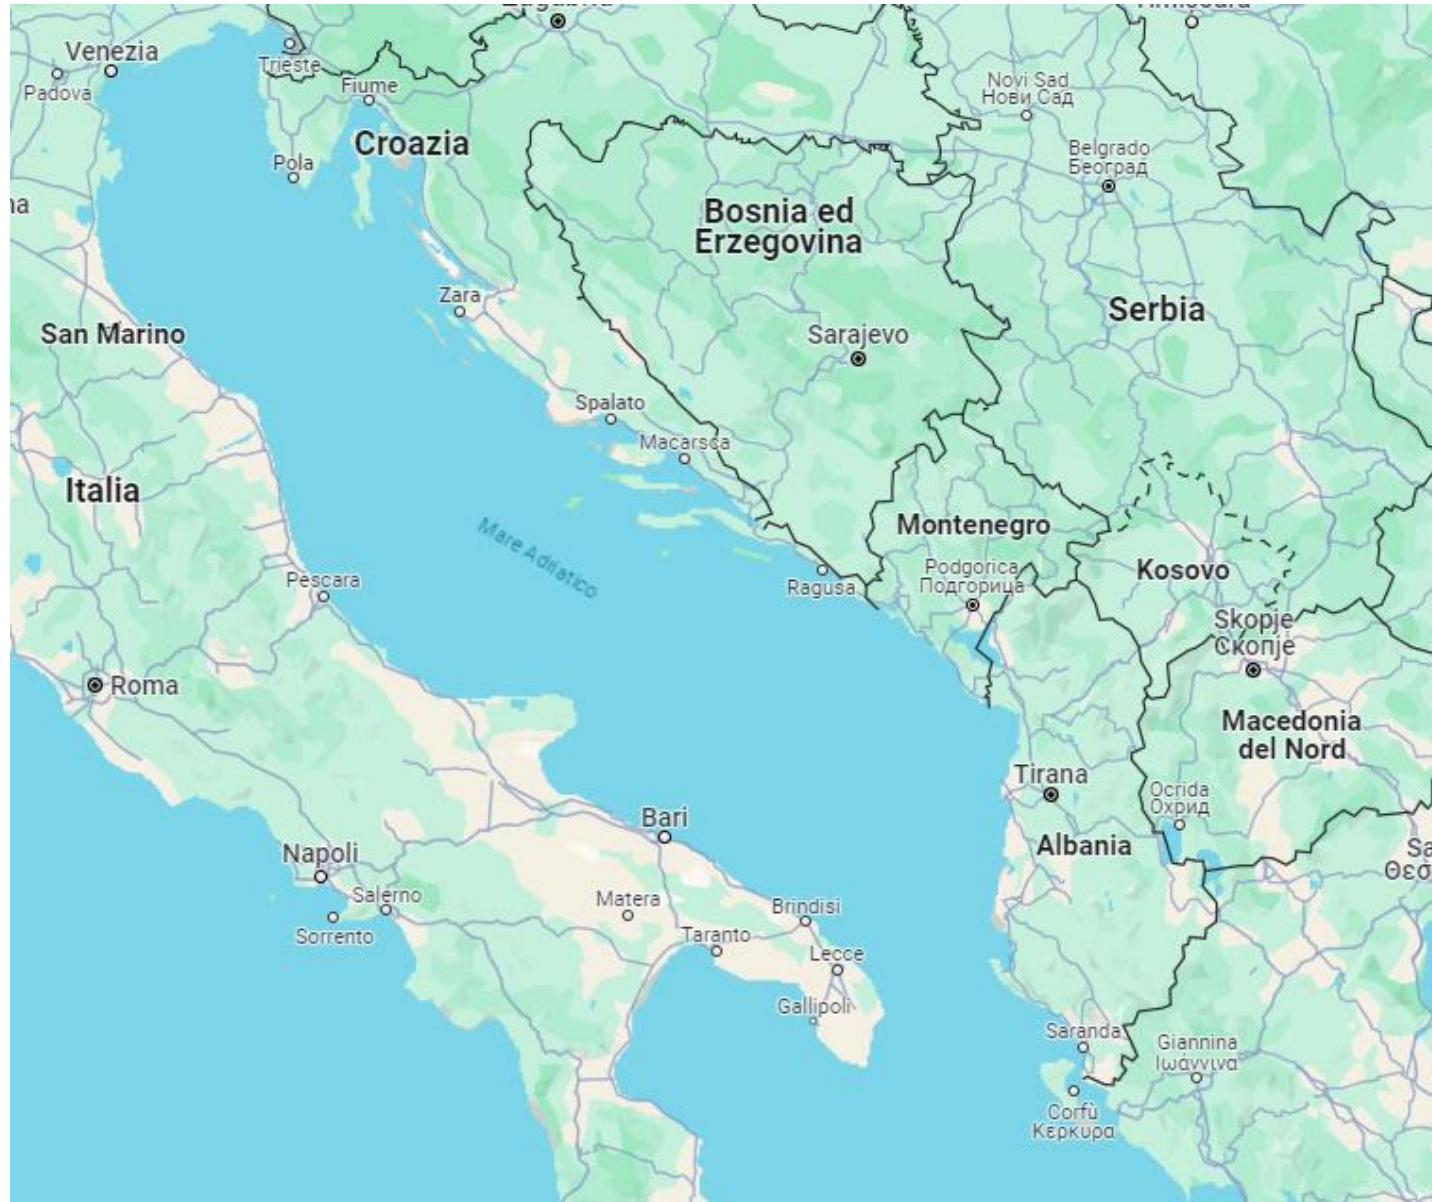 Venezia
Padova
Trieste
Fiume
Croazia
Pola
Novi Sad
Нови Сад
Belgrado
Београд
Bosnia ed
Erzegovina
Zara
San Marino
Sarajevo
Serbia
Spalato
Macarsca
Italia
Mare Adriatico
Montenegro
Kosovo
Pescara
Ragusa
Podgorica
Подгорица
Skopje
Скопје
Roma
Macedonia
del Nord
Tirana
Ocrida
Охрид
Bari
Albania
Napoli
Salerno
Sorrento
Matera
Brindisi
Taranto
Lecce
Gallipoli
Saranda
Giannina
Ιωάννινα
Corfù
Κέρκυρα